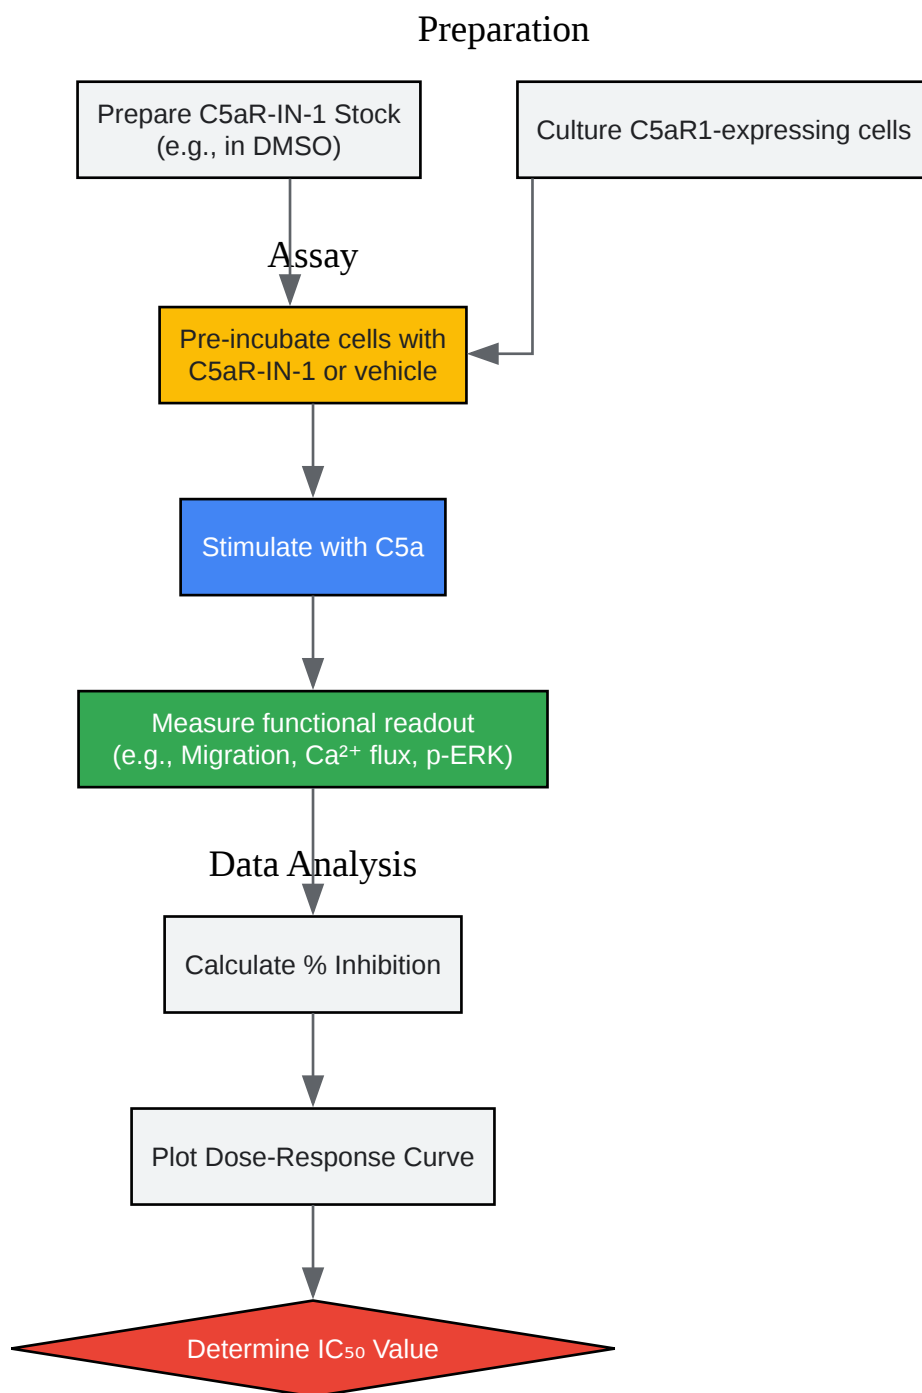 Preparation
Prepare C5aR-IN-1 Stock
(e.g., in DMSO)
Culture C5aR1-expressing cells
Assay
Pre-incubate cells with
C5aR-IN-1 or vehicle
Stimulate with C5a
Measure functional readout
(e.g., Migration, Ca²⁺ flux, p-ERK)
Data Analysis
Calculate % Inhibition
Plot Dose-Response Curve
Determine IC₅₀ Value